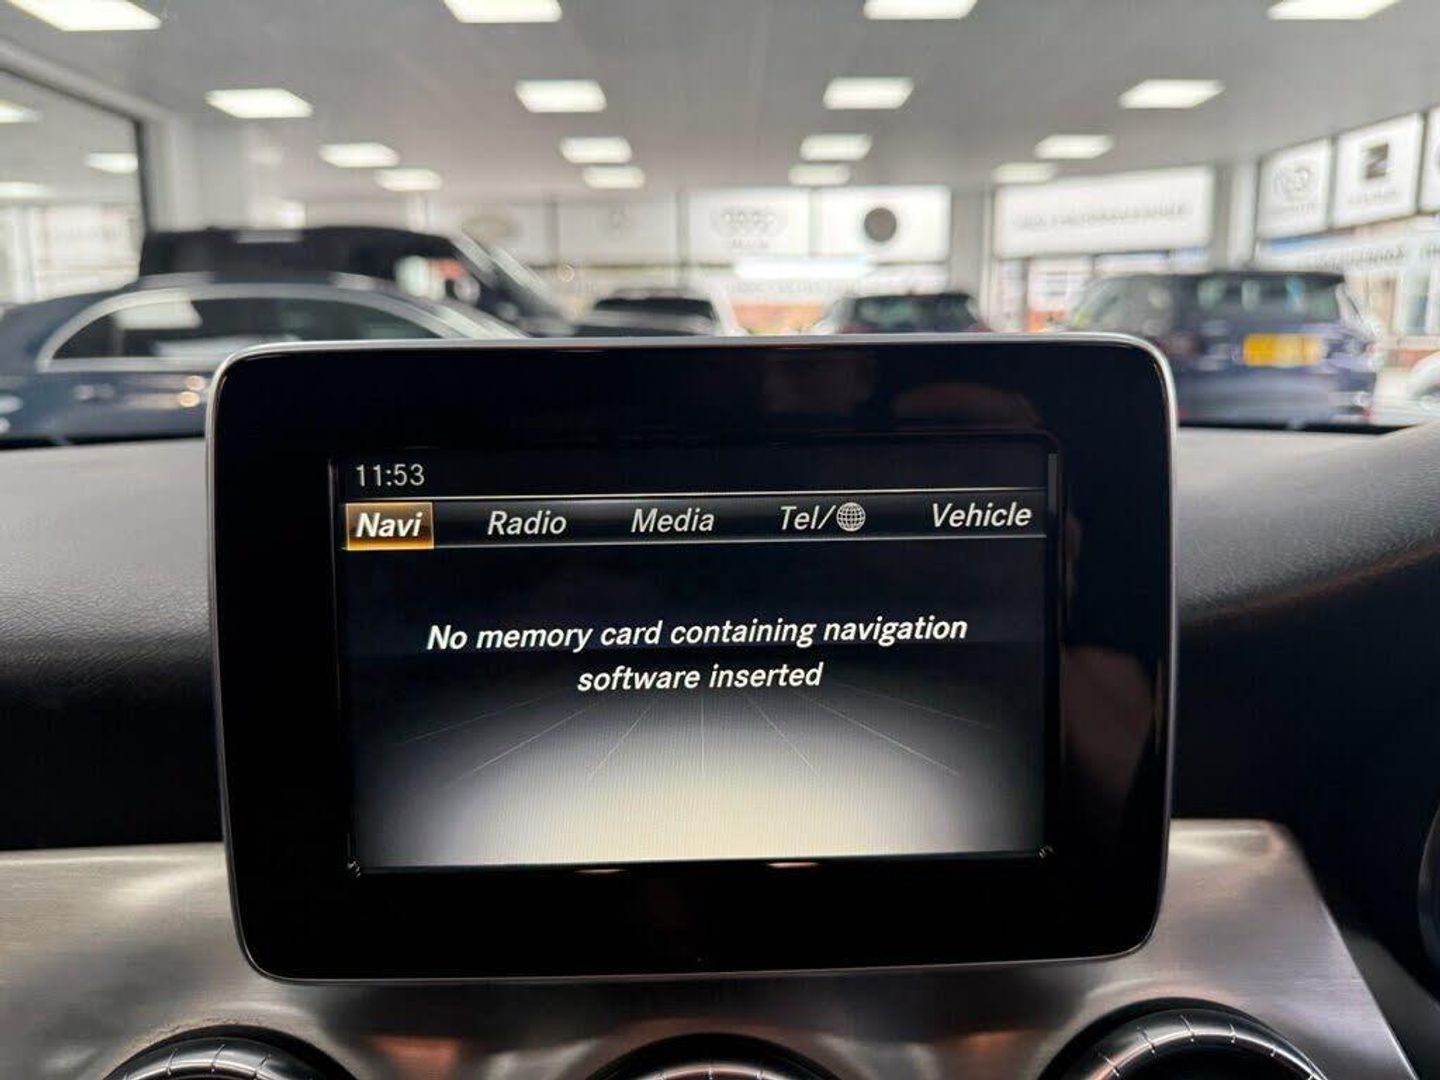 11:53
Navi Radio Media Tel/ Vehicle
No memory card containing navigation
software inserted